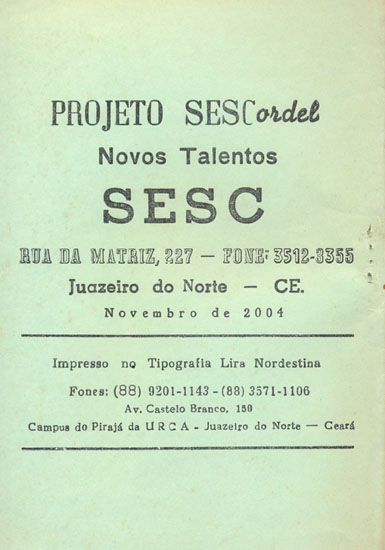 PROJETO SESCordel
Novos Talentos
SESC
RUA DA MATRIZ, 227 — FONE: 3512-3355
Juazeiro do Norte — CE.
Novembro de 2004
Impresso no Tipografia Lira Nordestina
Fones: (88) 9201-1143 - (88) 3571-1106
Av. Castelo Branco, 150
Campus do Pirajá da URCA - Juazeiro do Norte — Ceará